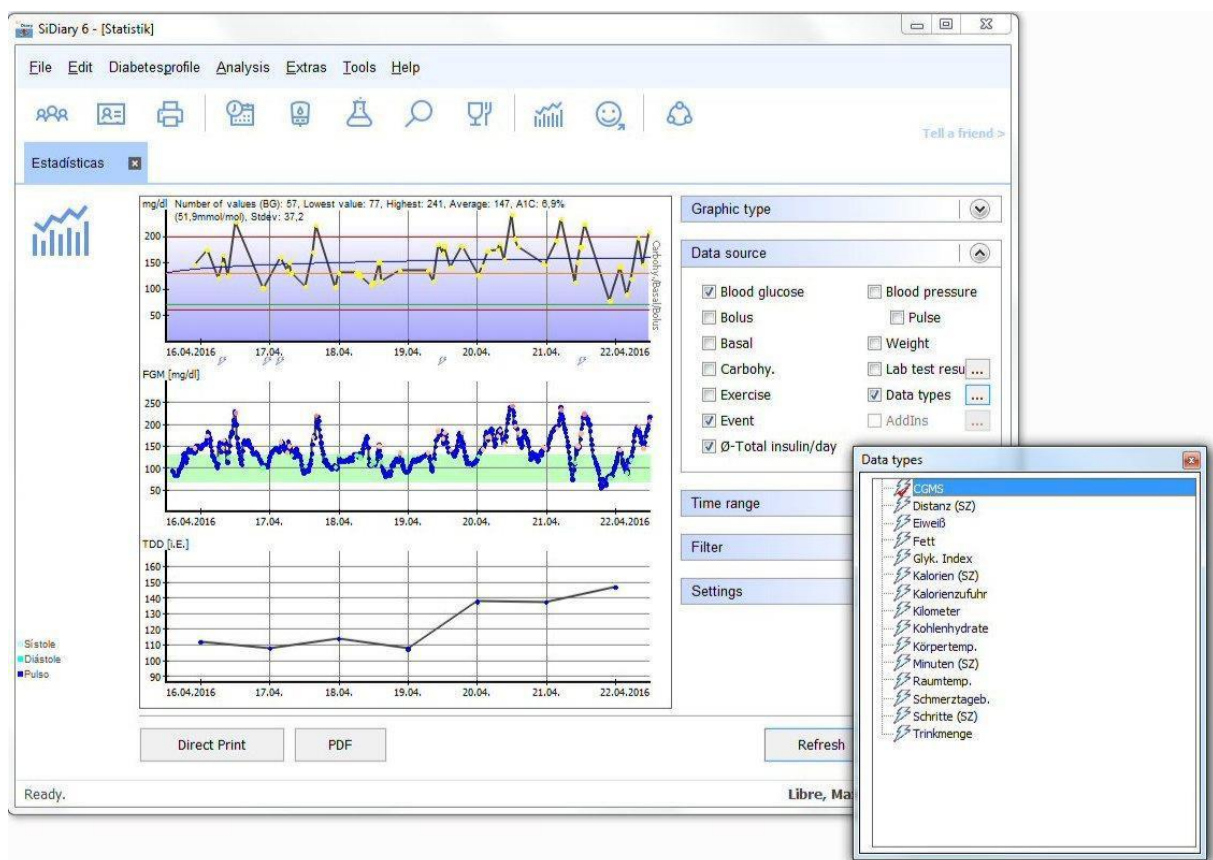 SiDiary 6 - [Statistik]
File Edit Diabetesprofile Analysis Extras Tools Help
Tell a friend >
Estadísticas
mg/dl Number of values (BG): 57, Lowest value: 77, Highest: 241, Average: 147, A1C: 6,9%
(51,9mmol/mol), Stdev: 37,2
200
150
100
50
Carbohy./Basal/Bolus
16.04.2016 17.04. 18.04. 19.04. 20.04. 21.04. 22.04.2016
FGM [mg/dl]
250
200
150
100
50
16.04.2016 17.04. 18.04. 19.04. 20.04. 21.04. 22.04.2016
TDD [i.E.]
160
150
140
130
120
110
100
90
16.04.2016 17.04. 18.04. 19.04. 20.04. 21.04. 22.04.2016
Sístole
Diástole
Pulso
Direct Print PDF Refresh
Graphic type
Data source
Blood glucose Blood pressure
Bolus Pulse
Basal Weight
Carbohy. Lab test resu ...
Exercise Data types ...
Event AddIns ...
Ø-Total insulin/day
Time range
Filter
Settings
Data types
CGMS
Distanz (SZ)
Eiweiß
Fett
Glyk. Index
Kalorien (SZ)
Kalorienzufuhr
Kilometer
Kohlenhydrate
Körpertemp.
Minuten (SZ)
Raumtemp.
Schmerztageb.
Schritte (SZ)
Trinkmenge
Ready. Libre, Ma